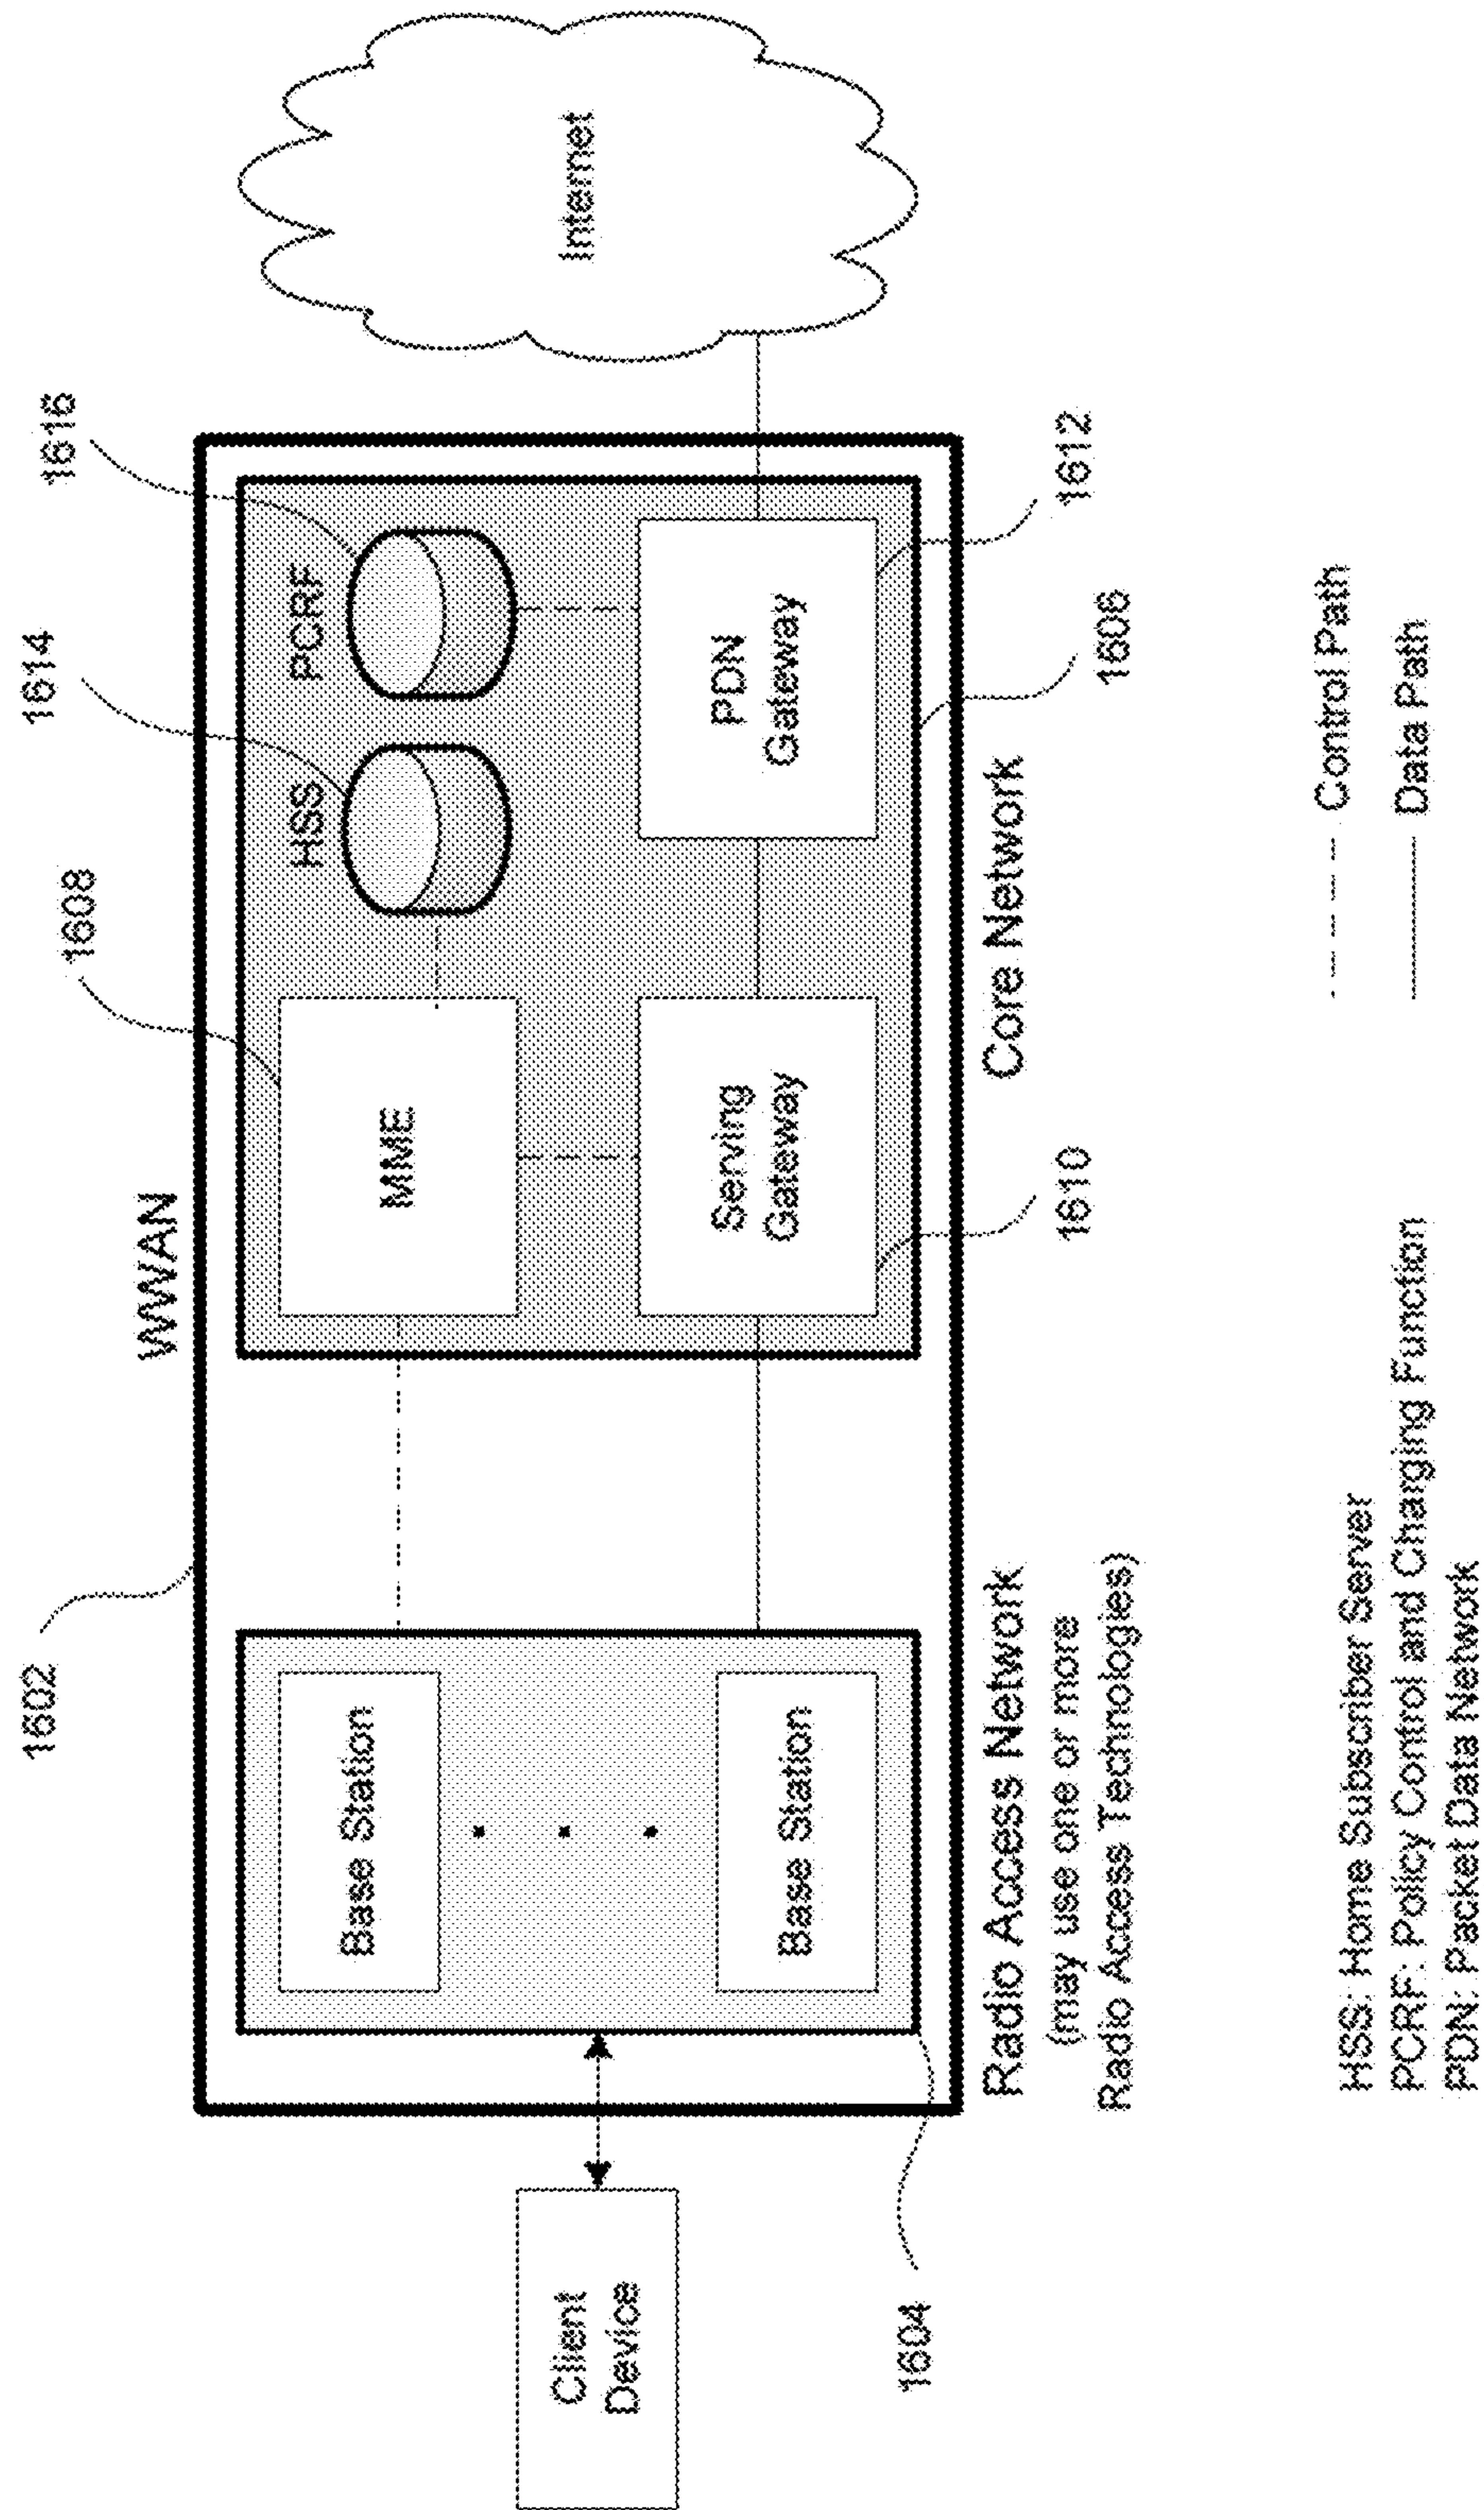 1602
WWAN
1608
1614
1616
Client
Device
Base Station
Base Station
MME
HSS
PCRF
Serving
Gateway
PDN
Gateway
Internet
1604
Radio Access Network
(may use one or more
Radio Access Technologies)
1610
Core Network
1606
1612
HSS: Home Subscriber Server
PCRF: Policy Control and Charging Function
PDN: Packet Data Network
Control Path
Data Path